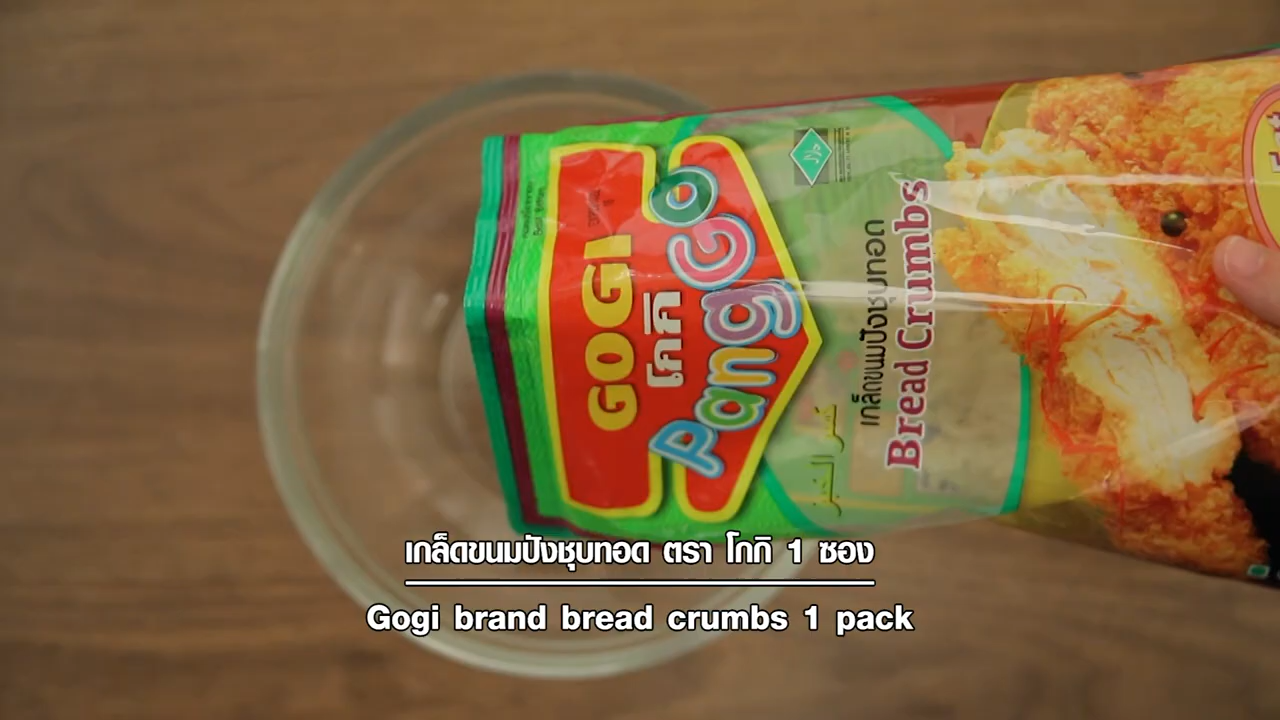 GOGI
โกกิ
PangGo
เกล็ดขนมปังชุบทอด
Bread Crumbs
เกล็ดขนมปังชุบทอด ตรา โกกิ 1 ซอง
Gogi brand bread crumbs 1 pack